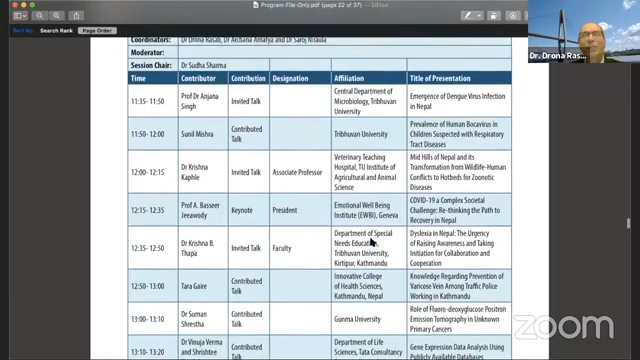 Program-File-Only.pdf (page 22 of 37) — Edited
Sort by: Search Rank Page Order
Coordinators: Dr Drona Rasali, Dr Archana Amatya and Dr Saroj Niraula
Moderator:
Session Chair: Dr Sudha Sharma
Time Contributor Contribution Designation Affiliation Title of Presentation
11:35- 11:50 Prof Dr Anjana Singh Invited Talk Central Department of Microbiology, Tribhuvan University Emergence of Dengue Virus Infection in Nepal
11:50- 12:00 Sunil Mishra Contributed Talk Tribhuvan University Prevalence of Human Bocavirus in Children Suspected with Respiratory Tract Diseases
12:00- 12:15 Dr Krishna Kaphle Invited Talk Associate Professor Veterinary Teaching Hospital, TU Institute of Agricultural and Animal Science Mid Hills of Nepal and its Transformation from Wildlife-Human Conflicts to Hotbeds for Zoonotic Diseases
12:15- 12:35 Prof A. Basseer Jeeawody Keynote President Emotional Well Being Institute (EWBI), Geneva COVID-19 a Complex Societal Challenge: Re-thinking the Path to Recovery in Nepal
12:35- 12:50 Dr Krishna B. Thapa Invited Talk Faculty Department of Special Needs Education, Tribhuvan University, Kirtipur, Kathmandu Dyslexia in Nepal: The Urgency of Raising Awareness and Taking Initiation for Collaboration and Cooperation
12:50- 13:00 Tara Gaire Contributed Talk Innovative College of Health Sciences, Kathmandu, Nepal Knowledge Regarding Prevention of Varicose Vein Among Traffic Police Working in Kathmandu
13:00- 13:10 Dr Suman Shrestha Contributed Talk Gunma University Role of Fluoro-deoxyglucose Positron Emission Tomography in Unknown Primary Cancers
13:10- 13:20 Dr Vinuja Verma and Shrishtee Contributed Talk Department of Life Sciences, Tata Consultancy Gene Expression Data Analysis Using Publicly Available Databases
Dr. Drona Ras...
zoom